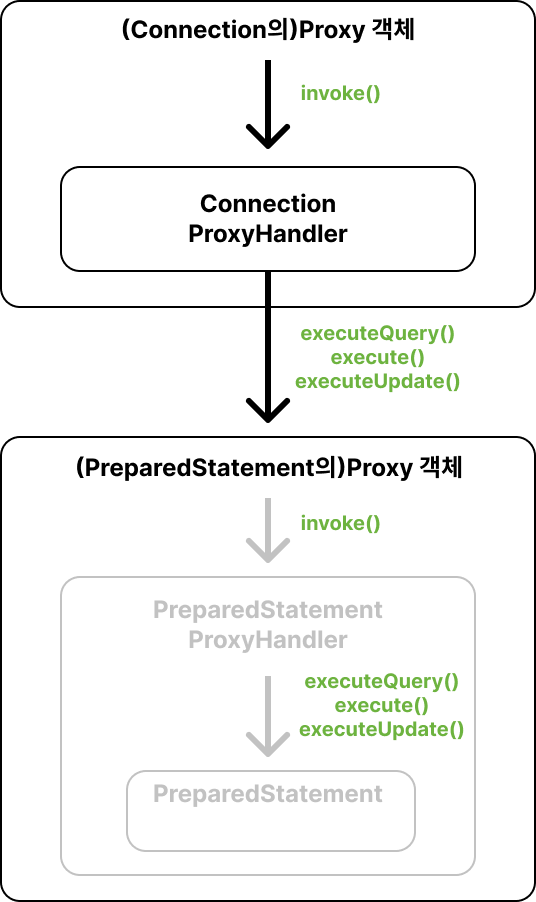 (Connection의)Proxy 객체
invoke()
Connection
ProxyHandler
executeQuery()
execute()
executeUpdate()
(PreparedStatement의)Proxy 객체
invoke()
PreparedStatement
ProxyHandler
executeQuery()
execute()
executeUpdate()
PreparedStatement